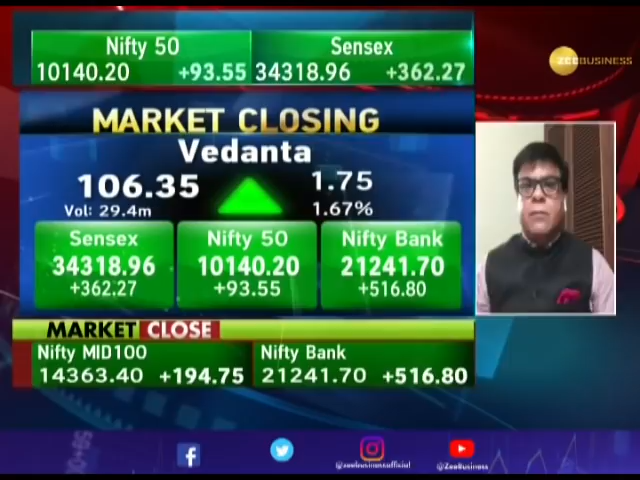 Nifty 50
10140.20 +93.55
Sensex
34318.96 +362.27
ZEE BUSINESS
MARKET CLOSING
Vedanta
106.35
1.75
Vol: 29.4m
1.67%
Sensex
34318.96
+362.27
Nifty 50
10140.20
+93.55
Nifty Bank
21241.70
+516.80
MARKET CLOSE
Nifty MID100
14363.40 +194.75
Nifty Bank
21241.70 +516.80
@zeebusinessofficial
@ZeeBusiness